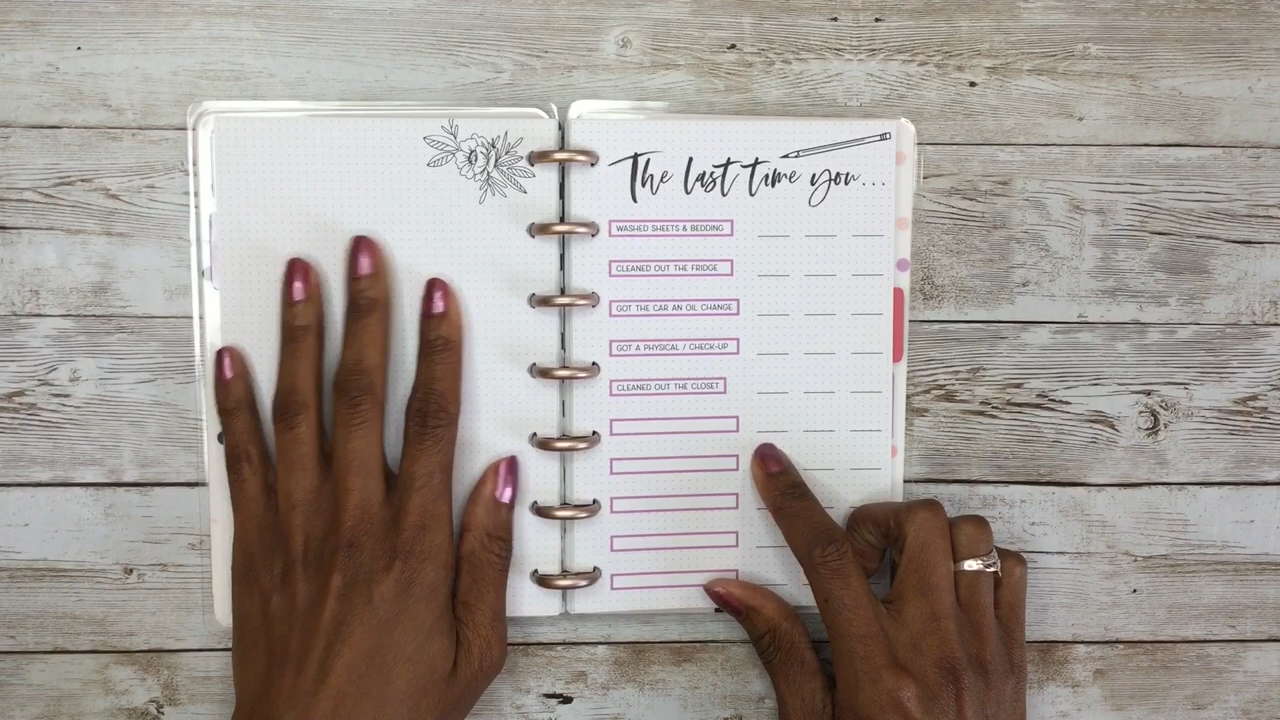 The last time you...
WASHED SHEETS & BEDDING
CLEANED OUT THE FRIDGE
GOT THE CAR AN OIL CHANGE
GOT A PHYSICAL / CHECK-UP
CLEANED OUT THE CLOSET